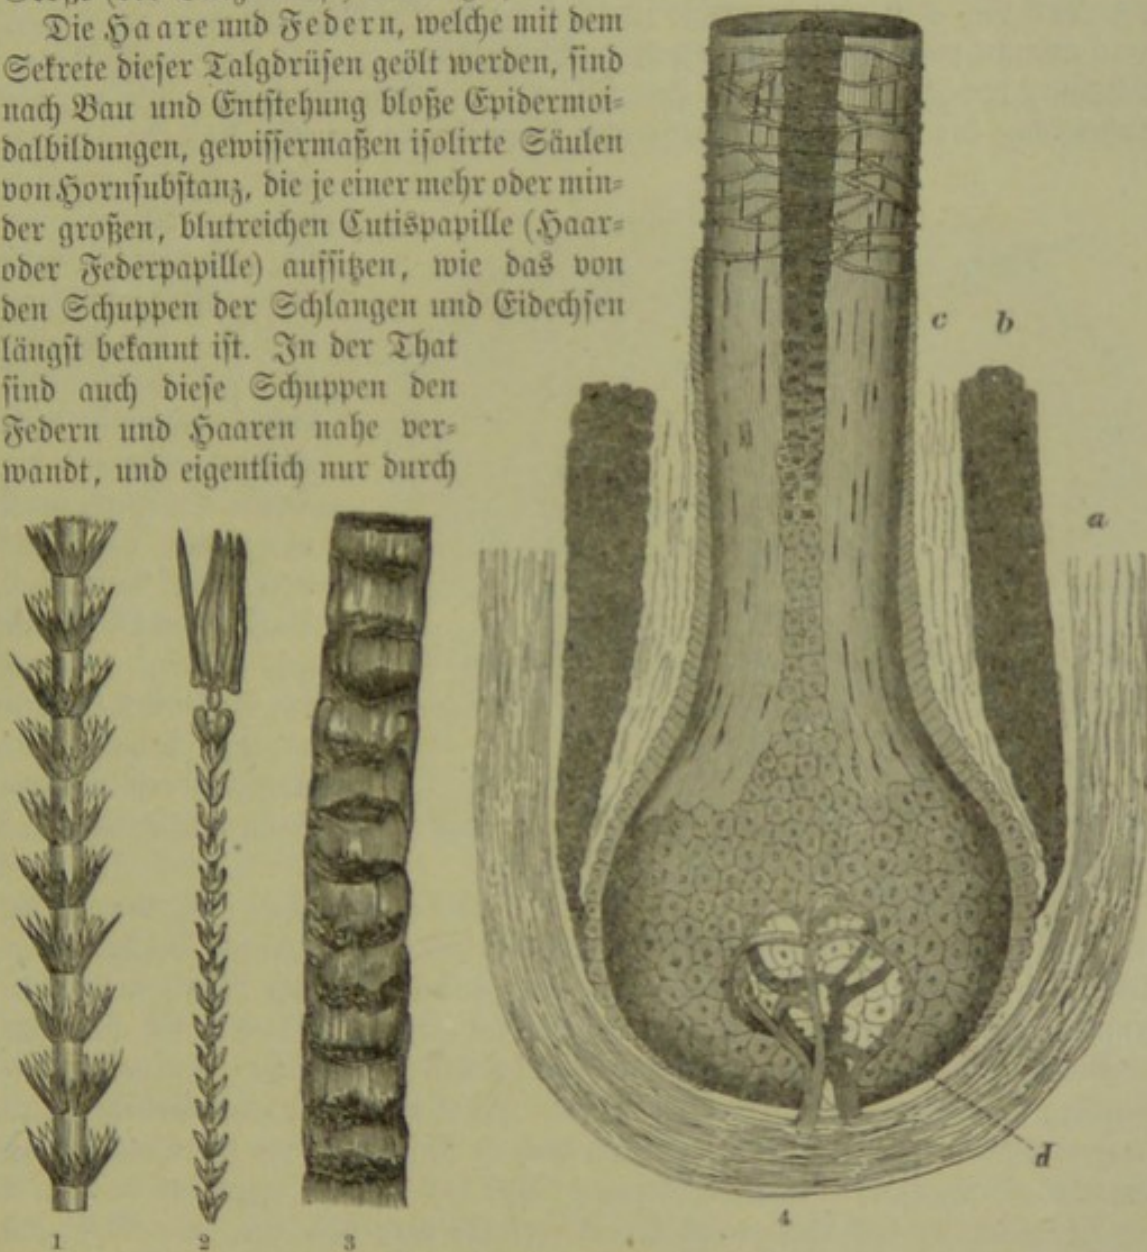 Die Haare und Federn, welche mit dem
Sekrete dieser Talgdrüsen geölt werden, sind
nach Bau und Entstehung bloße Epidermoi-
dalbildungen, gewissermaßen isolirte Säulen
von Hornsubstanz, die je einer mehr oder min-
der großen, blutreichen Cutispapille (Haar-
oder Federpapille) aufsitzen, wie das von
den Schuppen der Schlangen und Eidechsen
längst bekannt ist. In der That
sind auch diese Schuppen den
Federn und Haaren nahe ver-
wandt, und eigentlich nur durch
c b
a
d
1 2 3 4